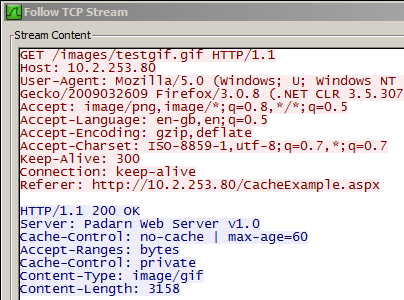 Follow TCP Stream
Stream Content
GET /images/testgif.gif HTTP/1.1
Host: 10.2.253.80
User-Agent: Mozilla/5.0 (Windows; U; Windows NT
Gecko/2009032609 Firefox/3.0.8 (.NET CLR 3.5.307
Accept: image/png,image/*;q=0.8,*/*;q=0.5
Accept-Language: en-gb,en;q=0.5
Accept-Encoding: gzip,deflate
Accept-Charset: ISO-8859-1,utf-8;q=0.7,*;q=0.7
Keep-Alive: 300
Connection: keep-alive
Referer: http://10.2.253.80/CacheExample.aspx
HTTP/1.1 200 OK
Server: Padarn Web Server v1.0
Cache-Control: no-cache | max-age=60
Accept-Ranges: bytes
Cache-Control: private
Content-Type: image/gif
Content-Length: 3158